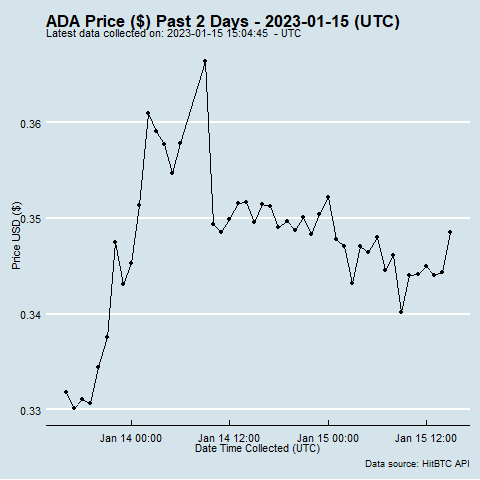 ADA Price ($) Past 2 Days - 2023-01-15 (UTC)
Latest data collected on: 2023-01-15 15:04:45 - UTC
0.36
0.35
0.34
0.33
Price USD ($)
Jan 14 00:00 Jan 14 12:00 Jan 15 00:00 Jan 15 12:00
Date Time Collected (UTC)
Data source: HitBTC API